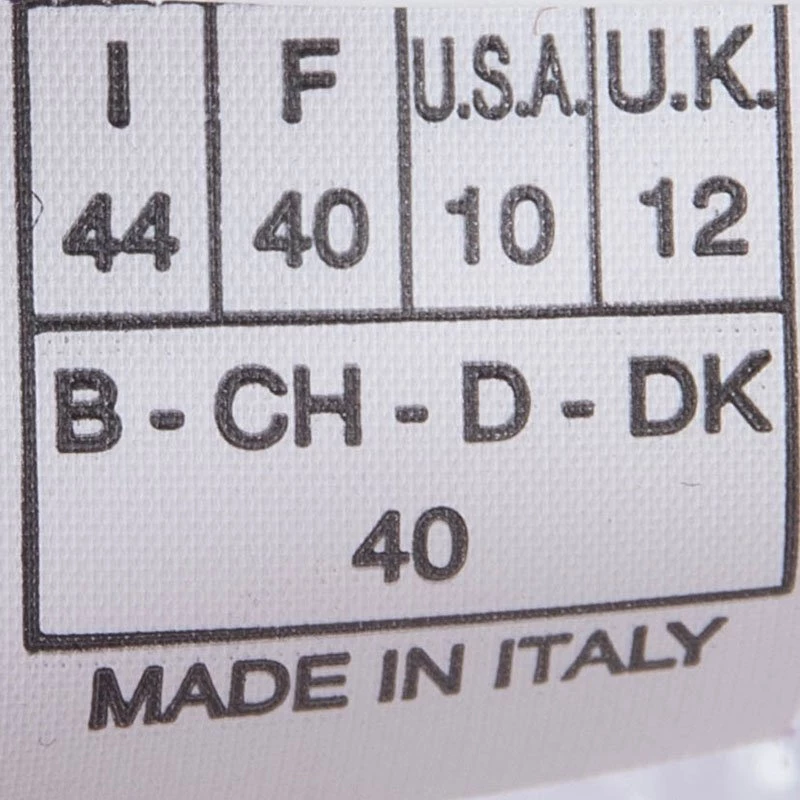 I F U.S.A. U.K.
44 40 10 12
B - CH - D - DK
40
MADE IN ITALY